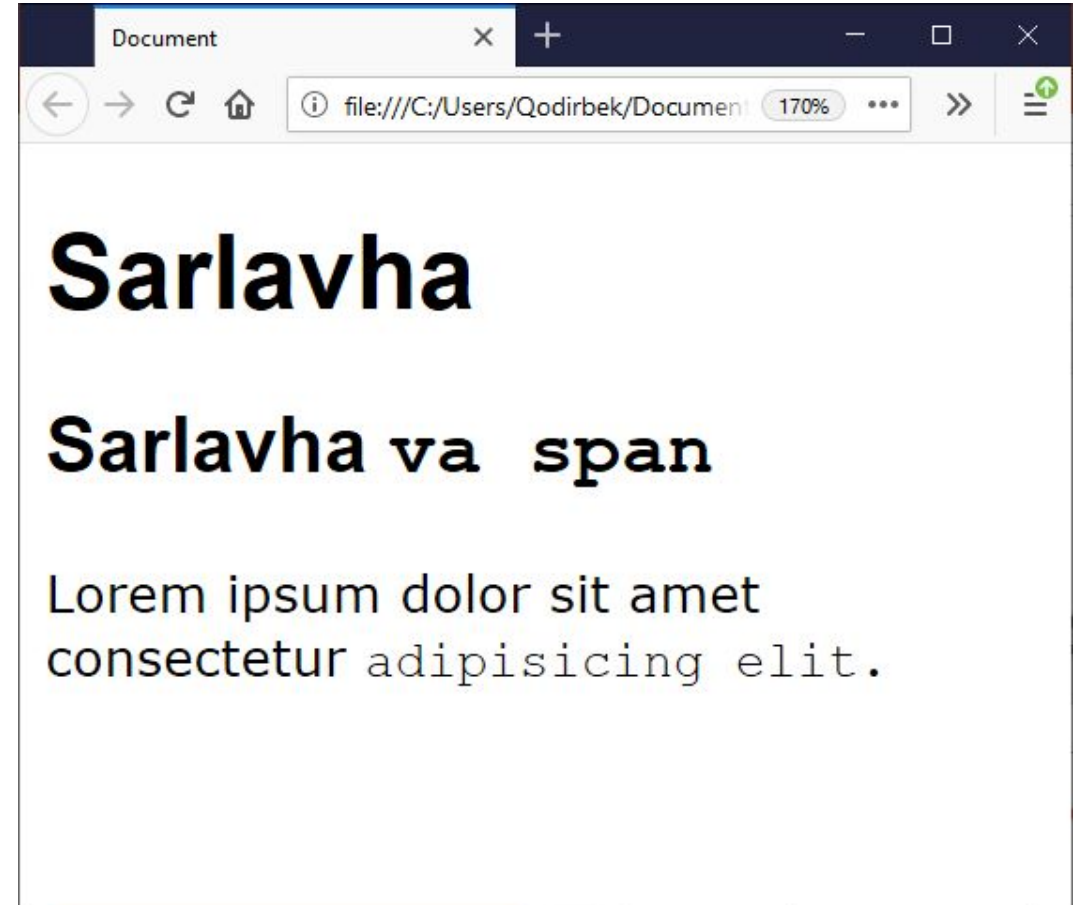 Document
file:///C:/Users/Qodirbek/Documen 170%
Sarlavha
Sarlavha va span
Lorem ipsum dolor sit amet
consectetur adipisicing elit.